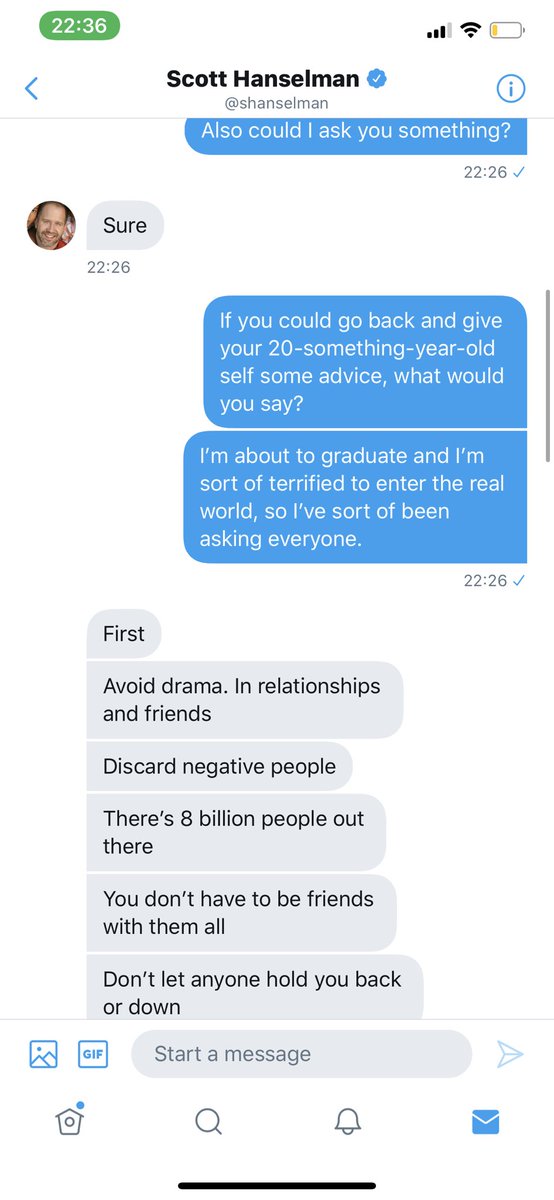 22:36
Scott Hanselman
@shanselman
Also could I ask you something?
22:26
Sure
22:26
If you could go back and give
your 20-something-year-old
self some advice, what would
you say?
I’m about to graduate and I’m
sort of terrified to enter the real
world, so I’ve sort of been
asking everyone.
22:26
First
Avoid drama. In relationships
and friends
Discard negative people
There’s 8 billion people out
there
You don’t have to be friends
with them all
Don’t let anyone hold you back
or down
GIF
Start a message